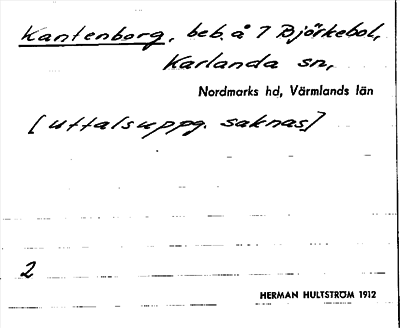 Kantenborg, beb. å 7 Björkebol,
Karlanda sn,
Nordmarks hd, Värmlands län
[uttalsuppg. saknas]
2
HERMAN HULTSTRÖM 1912